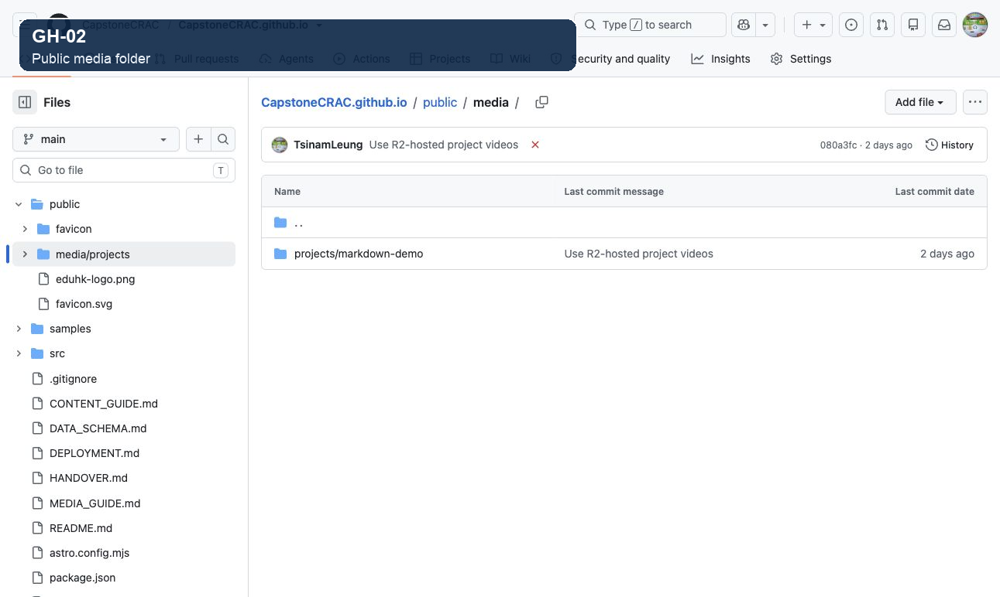 GH-02
Public media folder
CapstoneCRAC / CapstoneCRAC.github.io
Type / to search
Pull requests
Agents
Actions
Projects
Wiki
Security and quality
Insights
Settings
Files
main
Go to file
T
public
favicon
media/projects
eduhk-logo.png
favicon.svg
samples
src
.gitignore
CONTENT_GUIDE.md
DATA_SCHEMA.md
DEPLOYMENT.md
HANDOVER.md
MEDIA_GUIDE.md
README.md
astro.config.mjs
package.json
CapstoneCRAC.github.io / public / media /
Add file
TsinamLeung Use R2-hosted project videos
080a3fc · 2 days ago
History
Name Last commit message Last commit date
..
projects/markdown-demo Use R2-hosted project videos 2 days ago